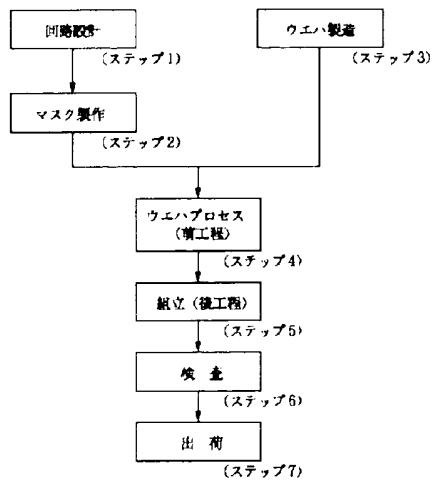 回路設計
(ステップ1)
ウエハ製造
(ステップ3)
マスク製作
(ステップ2)
ウエハプロセス
(前工程)
(ステップ4)
組立(後工程)
(ステップ5)
検 査
(ステップ6)
出 荷
(ステップ7)